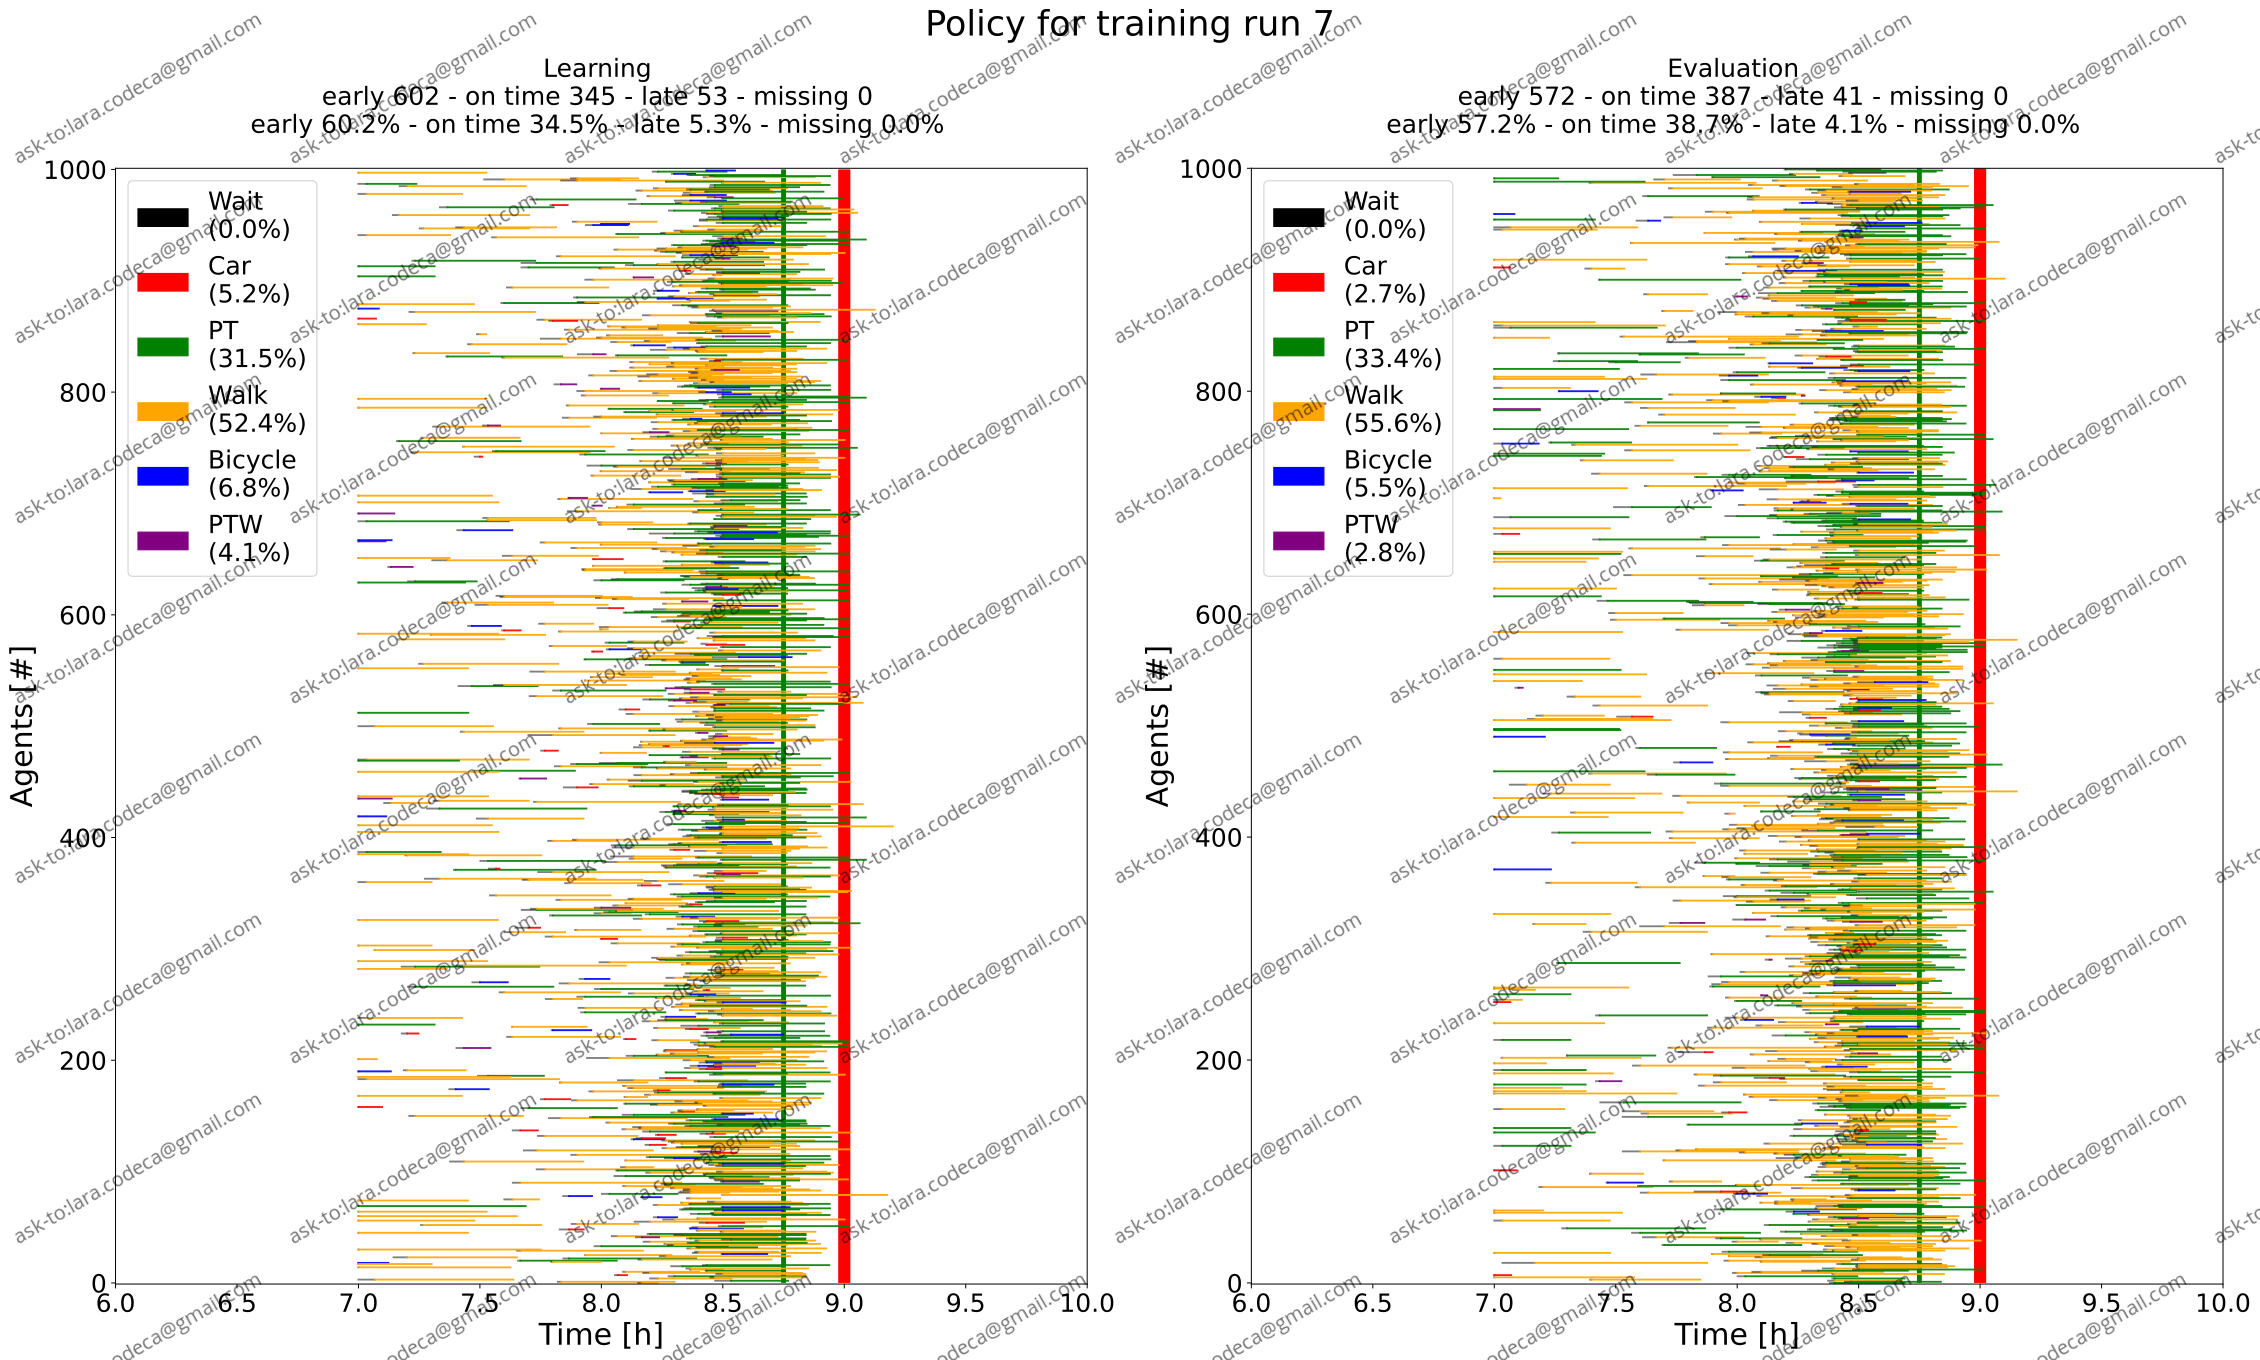 Policy for training run 7
Learning
early 602 - on time 345 - late 53 - missing 0
early 60.2% - on time 34.5% - late 5.3% - missing 0.0%
1000
800
600
400
200
0
Agents [#]
Wait
(0.0%)
Car
(5.2%)
PT
(31.5%)
Walk
(52.4%)
Bicycle
(6.8%)
PTW
(4.1%)
6.0 6.5 7.0 7.5 8.0 8.5 9.0 9.5 10.0
Time [h]
Evaluation
early 572 - on time 387 - late 41 - missing 0
early 57.2% - on time 38.7% - late 4.1% - missing 0.0%
1000
800
600
400
200
0
Agents [#]
Wait
(0.0%)
Car
(2.7%)
PT
(33.4%)
Walk
(55.6%)
Bicycle
(5.5%)
PTW
(2.8%)
6.0 6.5 7.0 7.5 8.0 8.5 9.0 9.5 10.0
Time [h]
ask-to:lara.codeca@gmail.com